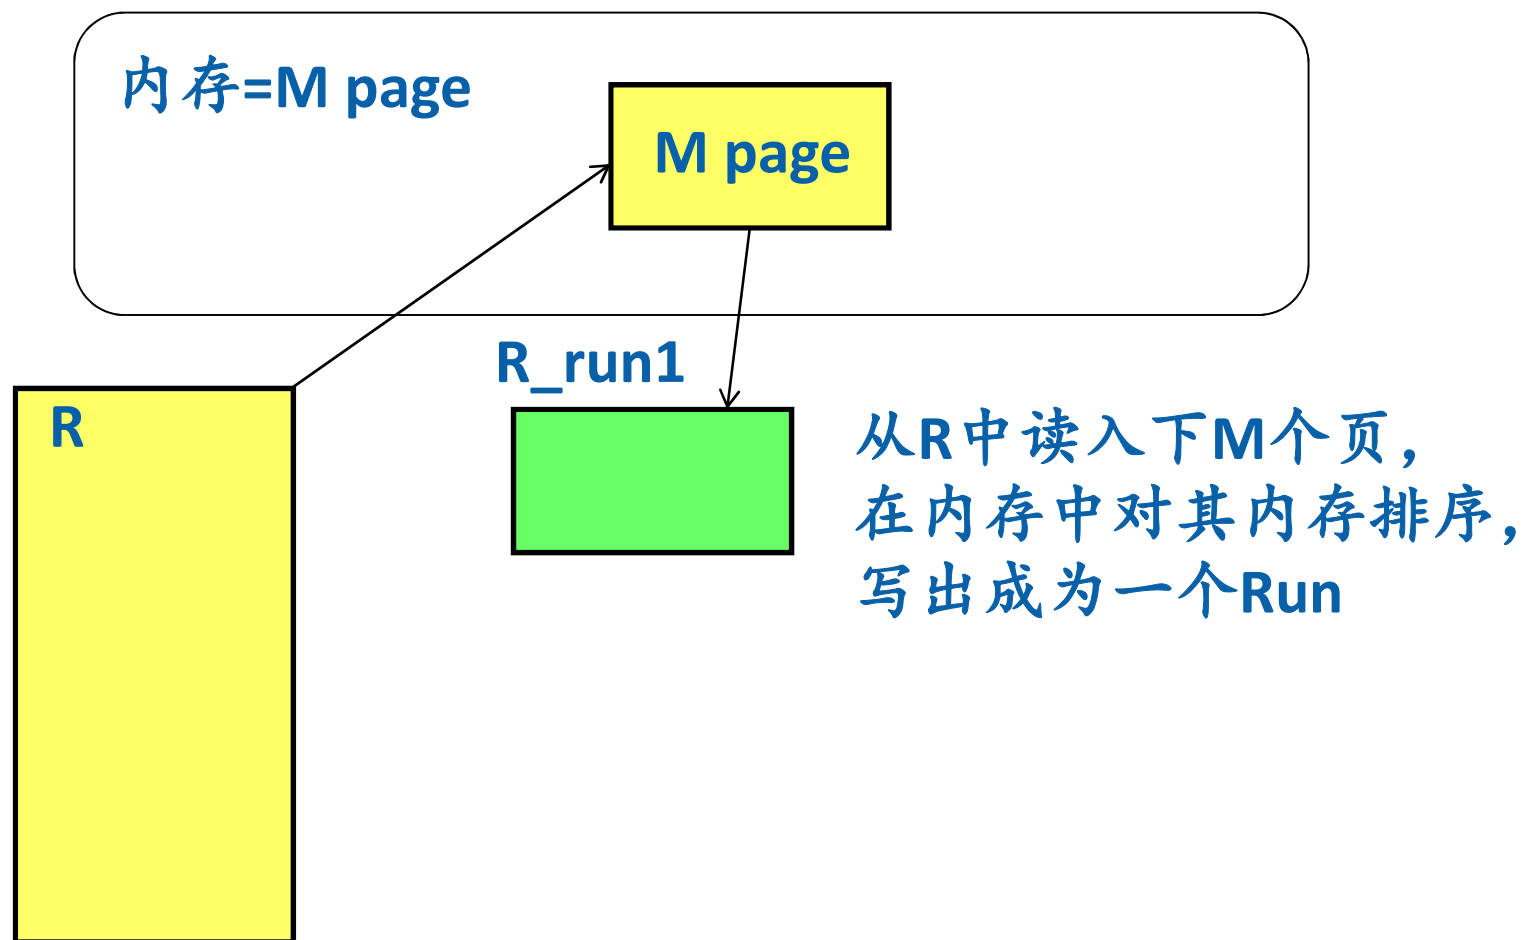 内存=M page
M page
R_run1
R
从R中读入下M个页，
在内存中对其内存排序，
写出成为一个Run